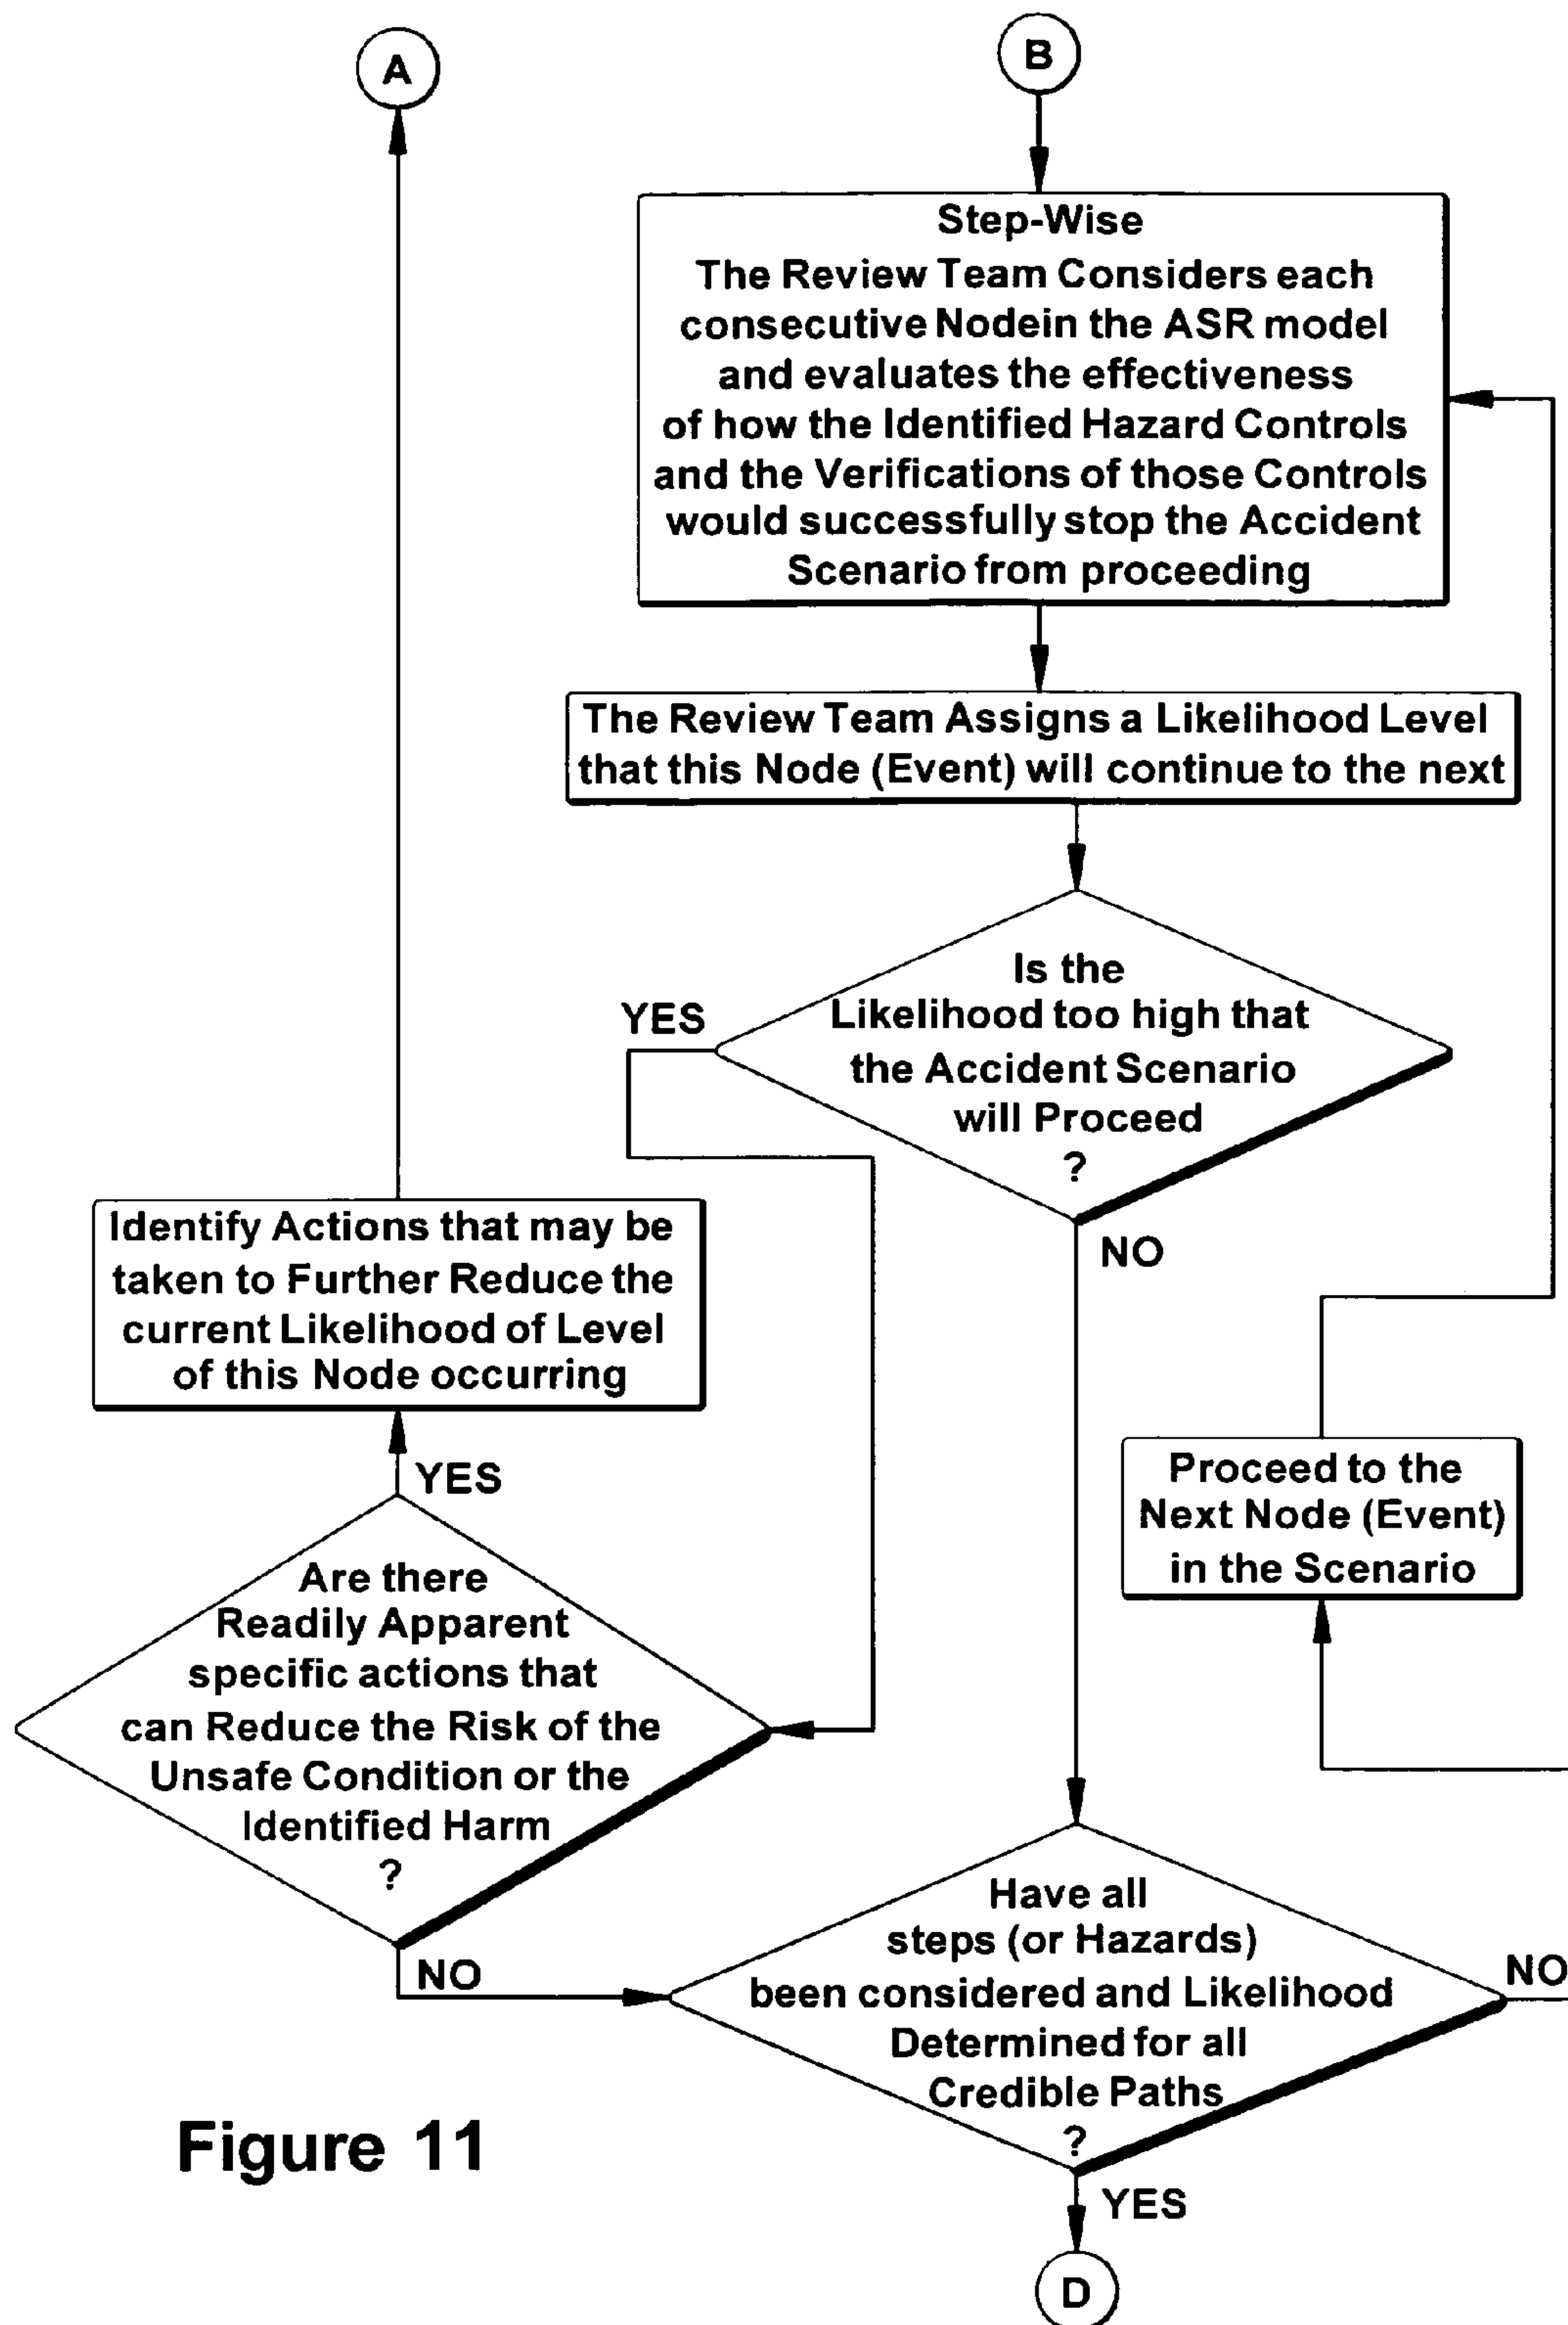 A
B
Step-Wise
The Review Team Considers each
consecutive Nodein the ASR model
and evaluates the effectiveness
of how the Identified Hazard Controls
and the Verifications of those Controls
would successfully stop the Accident
Scenario from proceeding
The Review Team Assigns a Likelihood Level
that this Node (Event) will continue to the next
Is the
Likelihood too high that
the Accident Scenario
will Proceed
?
YES
NO
Identify Actions that may be
taken to Further Reduce the
current Likelihood of Level
of this Node occurring
YES
Proceed to the
Next Node (Event)
in the Scenario
Are there
Readily Apparent
specific actions that
can Reduce the Risk of the
Unsafe Condition or the
Identified Harm
?
NO
Have all
steps (or Hazards)
been considered and Likelihood
Determined for all
Credible Paths
?
NO
YES
D
Figure 11